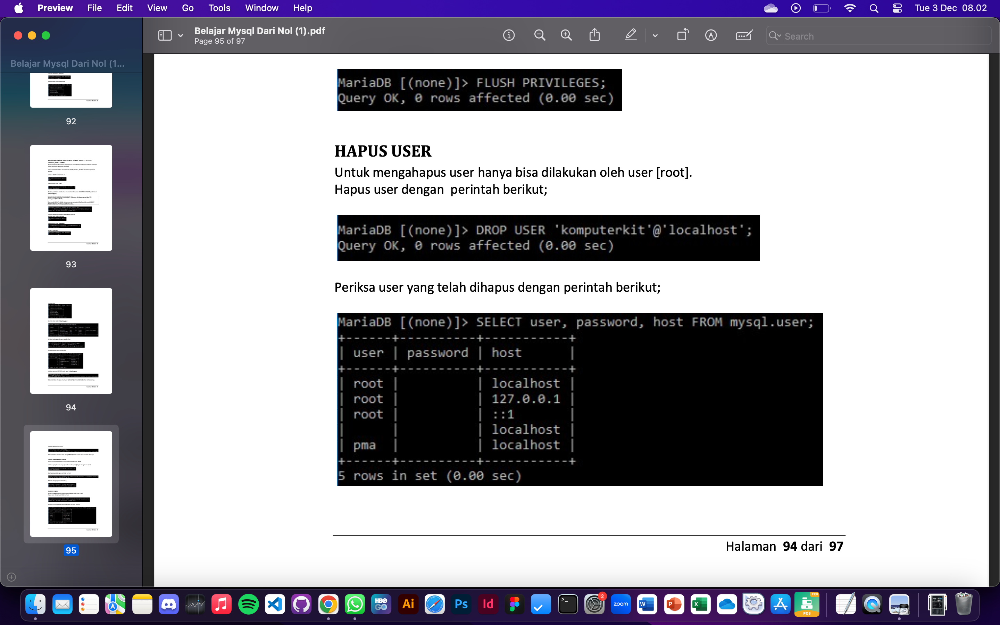 Preview File Edit View Go Tools Window Help Tue 3 Dec 08.02
Belajar Mysql Dari Nol (1).pdf
Page 95 of 97
Search
Belajar Mysql Dari Nol (1...
92
93
94
95
MariaDB [(none)]> FLUSH PRIVILEGES;
Query OK, 0 rows affected (0.00 sec)
HAPUS USER
Untuk mengahapus user hanya bisa dilakukan oleh user [root].
Hapus user dengan perintah berikut;
MariaDB [(none)]> DROP USER 'komputerkit'@'localhost';
Query OK, 0 rows affected (0.00 sec)
Periksa user yang telah dihapus dengan perintah berikut;
MariaDB [(none)]> SELECT user, password, host FROM mysql.user;
+------+----------+-----------+
| user | password | host      |
+------+----------+-----------+
| root |          | localhost |
| root |          | 127.0.0.1 |
| root |          | ::1       |
|      |          | localhost |
| pma  |          | localhost |
+------+----------+-----------+
5 rows in set (0.00 sec)
Halaman 94 dari 97
HBO GO
Ai
Ps
Id
>_
2
zoom
W
P
X
PRO
POS